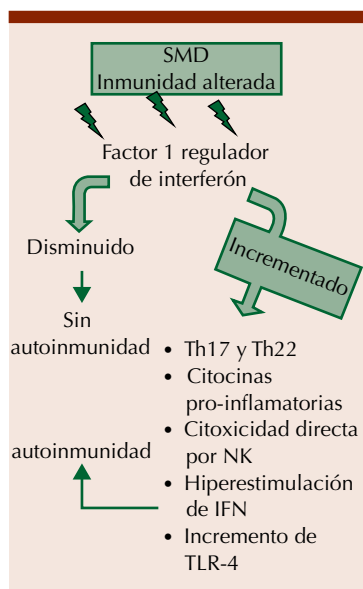 SMD
Inmunidad alterada
Factor 1 regulador
de interferón
Disminuido
Incrementado
Sin
autoinmunidad
• Th17 y Th22
• Citocinas
pro-inflamatorias
• Citoxicidad directa
por NK
• Hiperestimulación
de IFN
• Incremento de
TLR-4
autoinmunidad